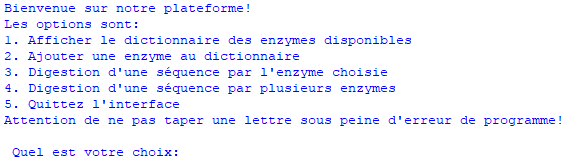 Bienvenue sur notre plateforme!
Les options sont:
1. Afficher le dictionnaire des enzymes disponibles
2. Ajouter une enzyme au dictionnaire
3. Digestion d'une séquence par l'enzyme choisie
4. Digestion d'une séquence par plusieurs enzymes
5. Quittez l'interface
Attention de ne pas taper une lettre sous peine d'erreur de programme!
Quel est votre choix: